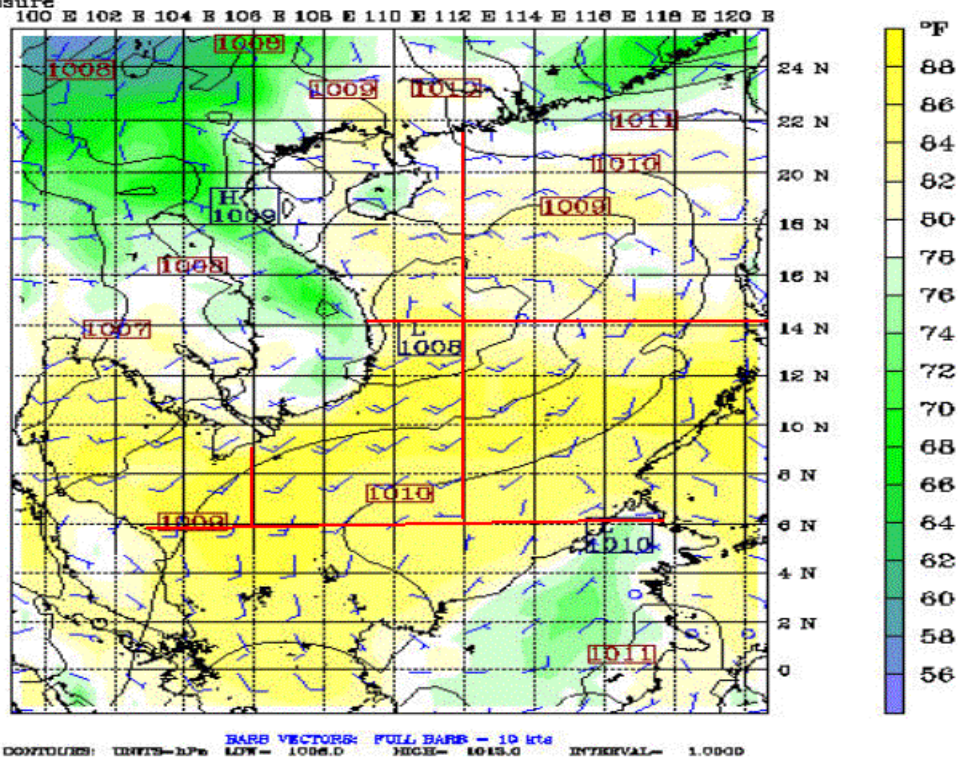 sure
100 E 102 E 104 E 106 E 108 E 110 E 112 E 114 E 116 E 118 E 120 E
°F
1008
1008
24 N
88
1009
1012
86
1011
22 N
84
1010
20 N
82
H
1009
1009
18 N
80
1008
16 N
78
76
1007
L
1008
14 N
74
12 N
72
10 N
70
8 N
68
1010
66
1009
6 N
64
L
1010
62
4 N
60
2 N
58
1011
0
56
BARB VECTORS: FULL BARB = 10 kts
CONTOURS: UNITS=hPa LOW= 1006.0 HIGH= 1013.0 INTERVAL= 1.0000